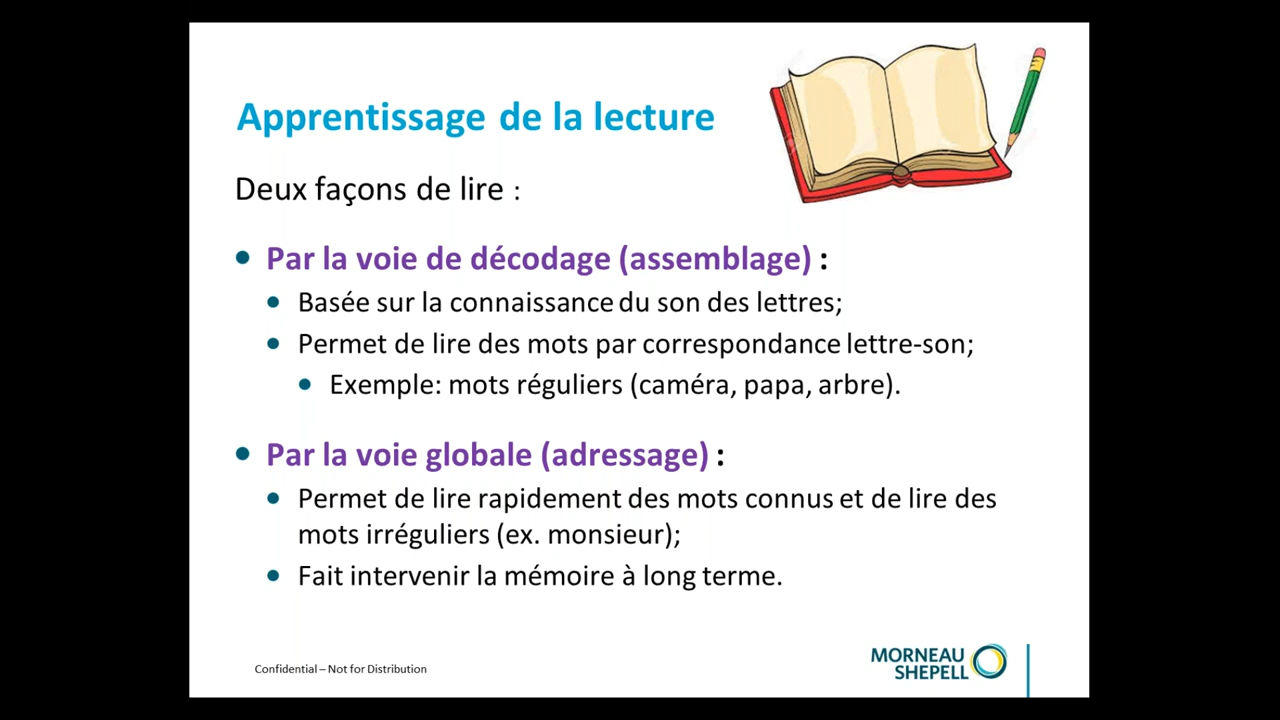 Apprentissage de la lecture
Deux façons de lire :
• Par la voie de décodage (assemblage) :
• Basée sur la connaissance du son des lettres;
• Permet de lire des mots par correspondance lettre-son;
• Exemple: mots réguliers (caméra, papa, arbre).
• Par la voie globale (adressage) :
• Permet de lire rapidement des mots connus et de lire des
mots irréguliers (ex. monsieur);
• Fait intervenir la mémoire à long terme.
Confidential – Not for Distribution
MORNEAU
SHEPELL